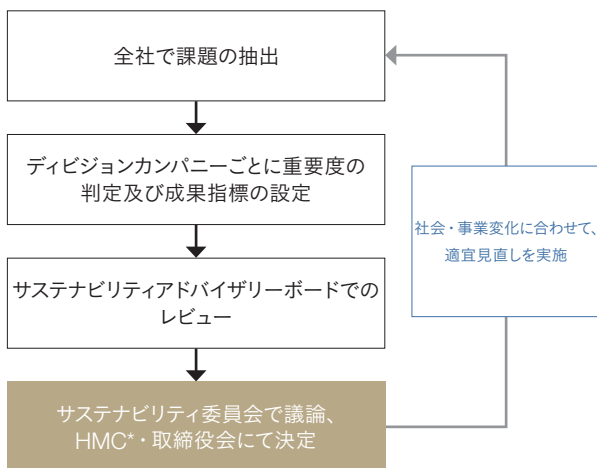 全社で課題の抽出
ディビジョンカンパニーごとに重要度の
判定及び成果指標の設定
サステナビリティアドバイザリーボードでの
レビュー
サステナビリティ委員会で議論、
HMC*・取締役会にて決定
社会・事業変化に合わせて、
適宜見直しを実施